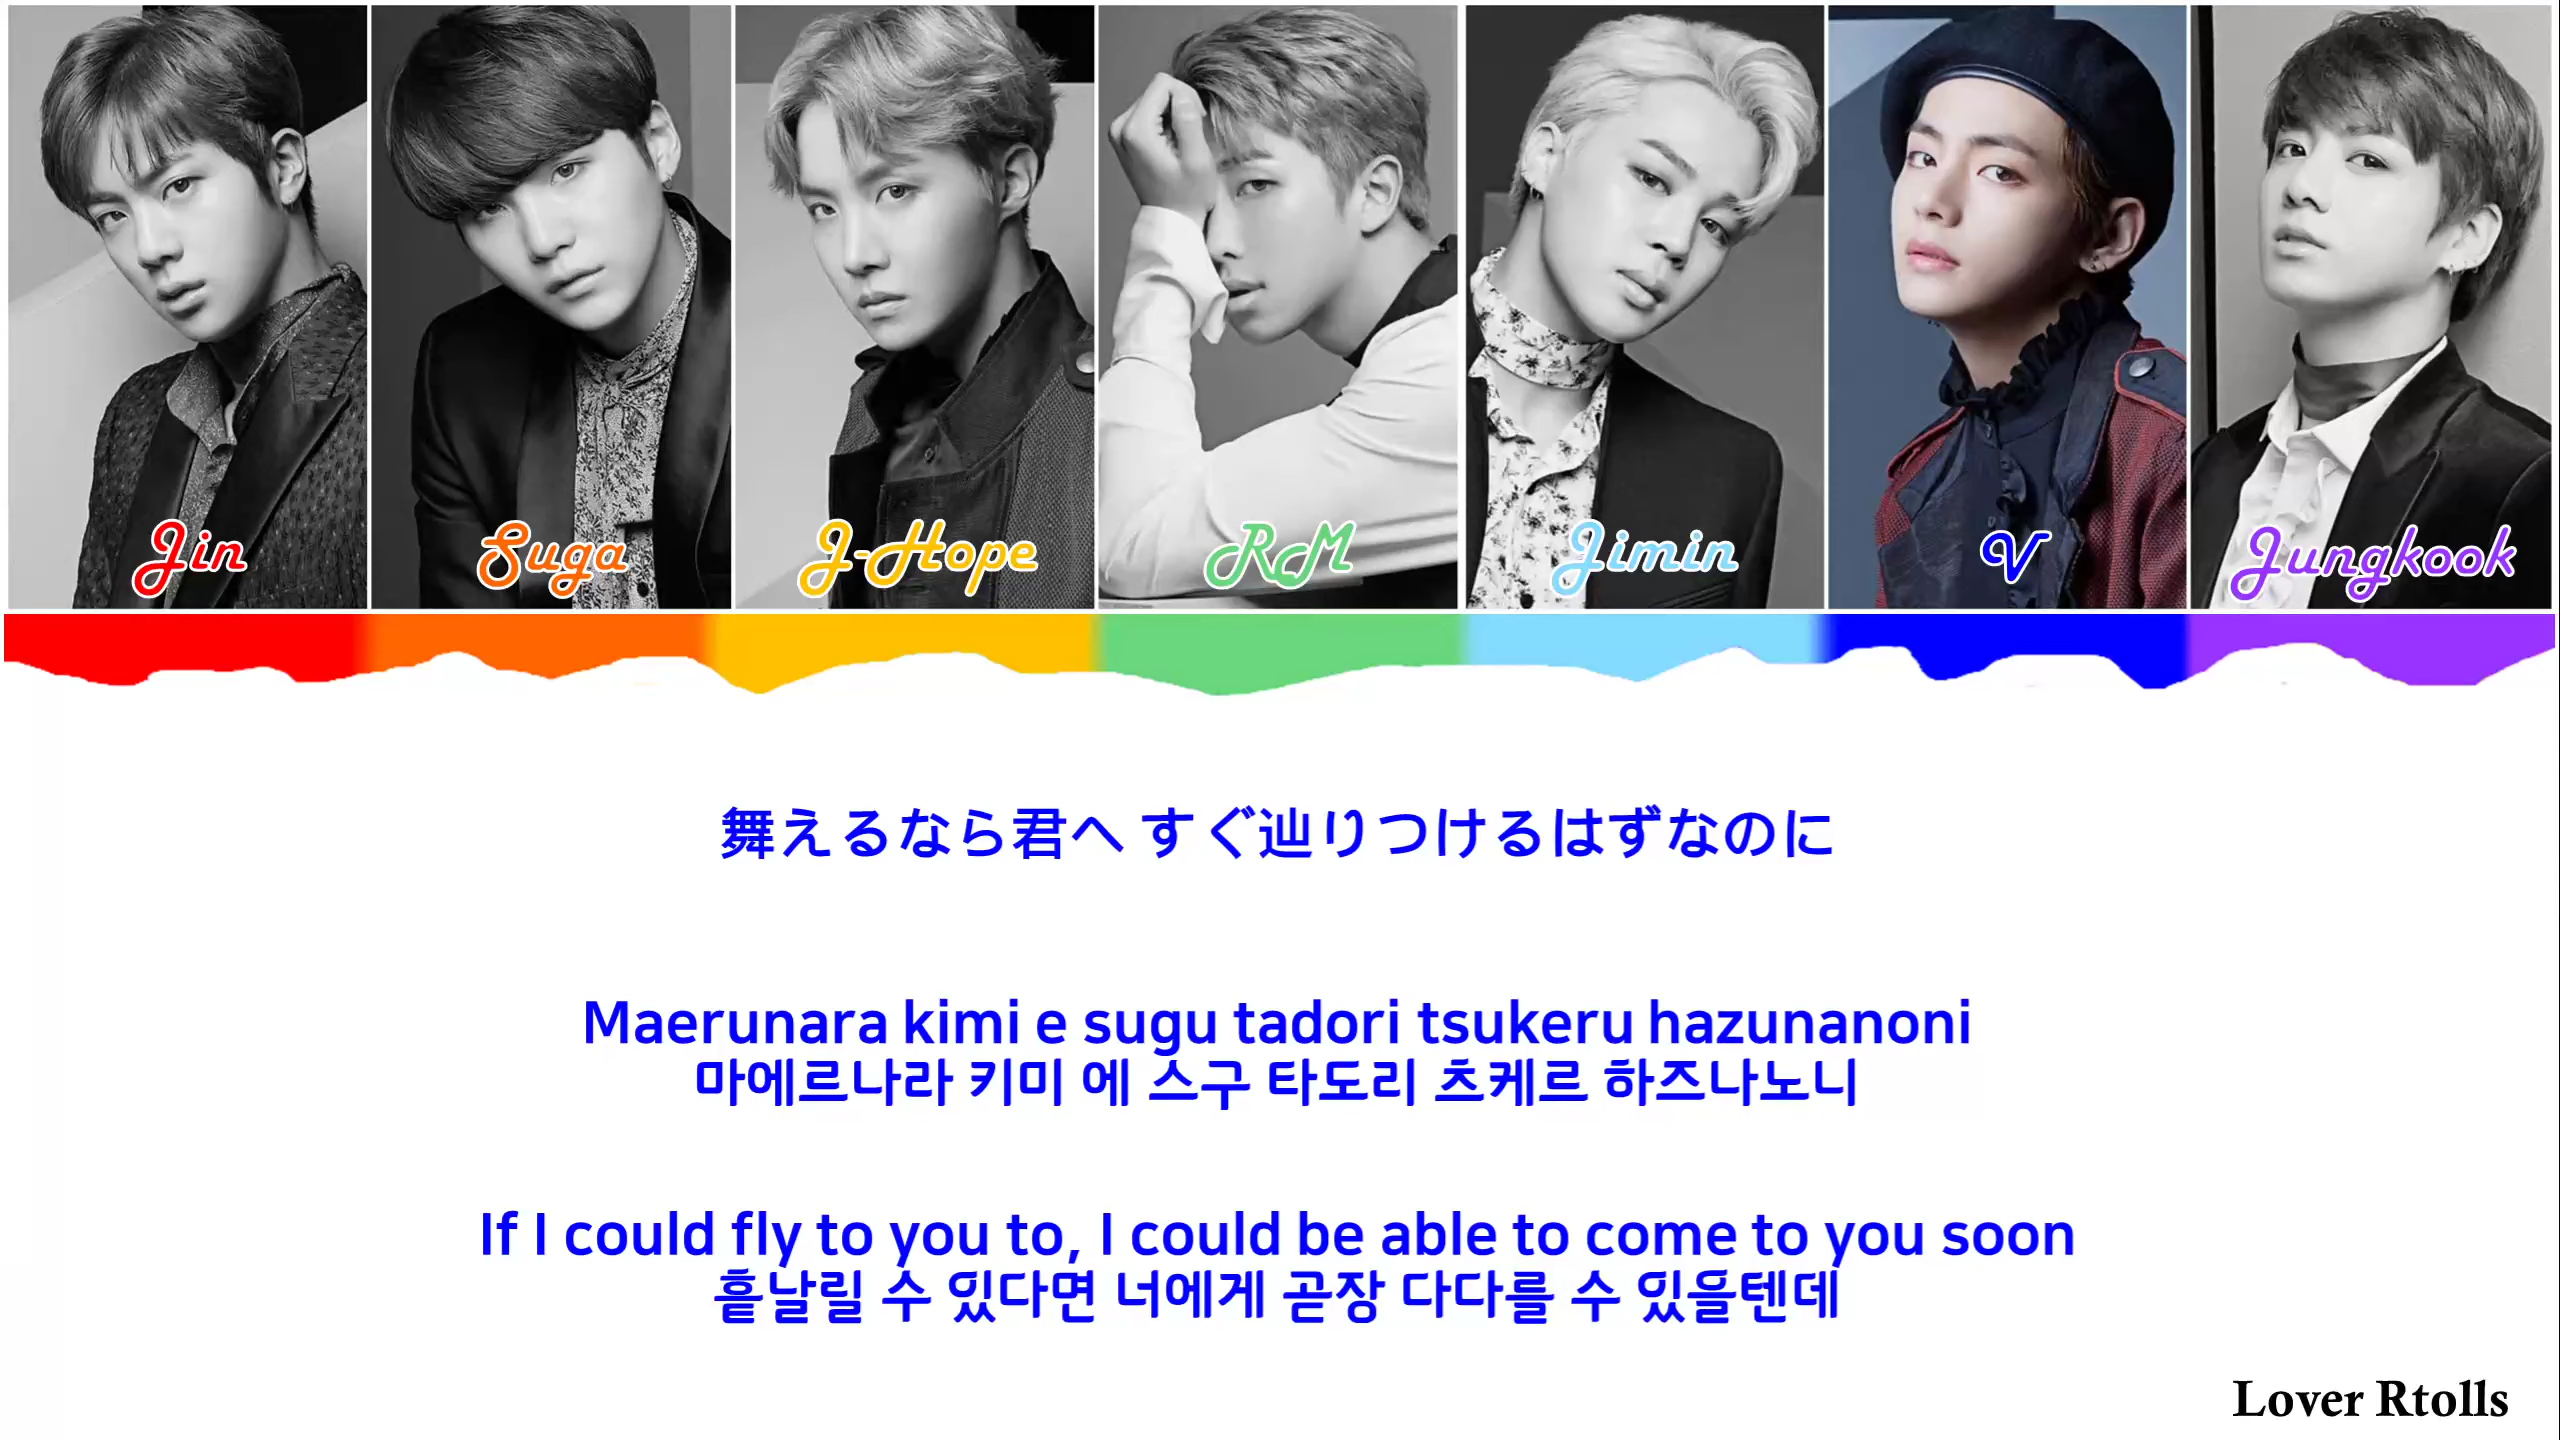 Jin
Suga
J-Hope
RM
Jimin
V
Jungkook
舞えるなら君へ すぐ辿りつけるはずなのに
Maerunara kimi e sugu tadori tsukeru hazunanoni
마에르나라 키미 에 스구 타도리 츠케르 하즈나노니
If I could fly to you to, I could be able to come to you soon
흩날릴 수 있다면 너에게 곧장 다다를 수 있을텐데
Lover Rtolls